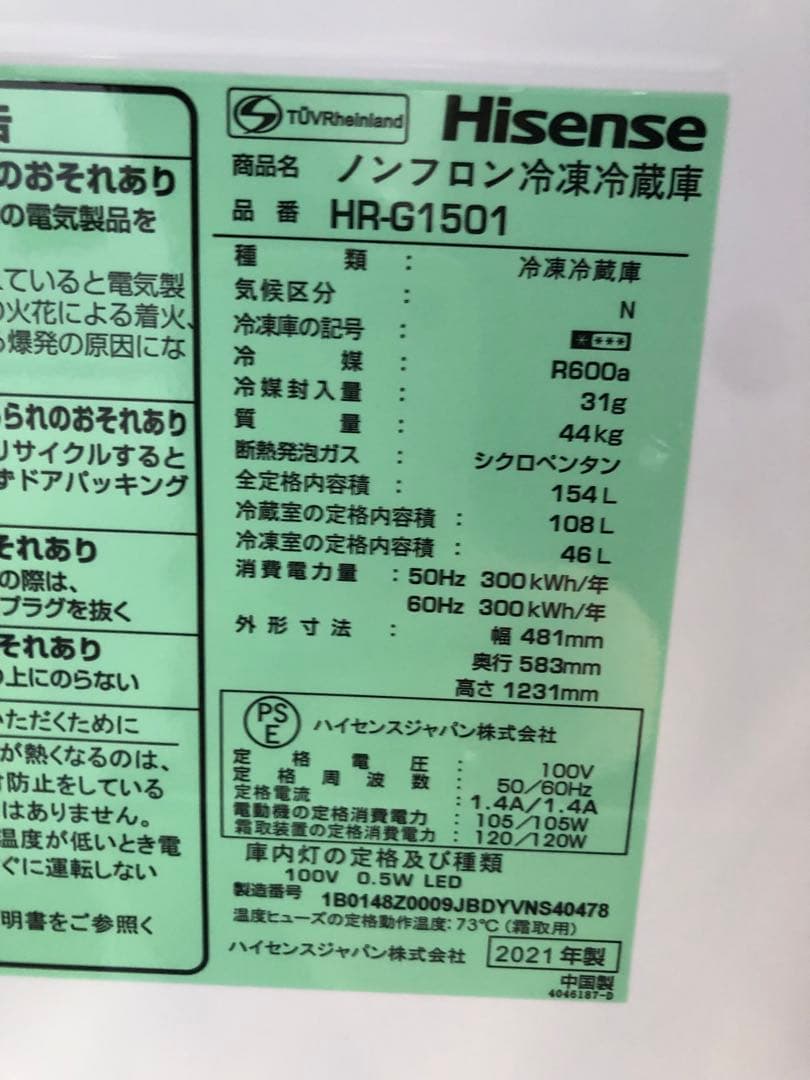 告
のおそれあり
の電気製品を
ていると電気製
の火花による着火、
る爆発の原因にな
られのおそれあり
リサイクルすると
ずドアパッキング
それあり
の際は、
プラグを抜く
それあり
の上にのらない
いただくために
が熱くなるのは、
付防止をしている
はありません。
温度が低いとき電
ぐに運転しない
明書をご参照く
TÜVRheinland Hisense
商品名 ノンフロン冷凍冷蔵庫
品番 HR-G1501
種類 : 冷凍冷蔵庫
気候区分 : N
冷凍庫の記号 : * ***
冷媒 : R600a
冷媒封入量 : 31g
質量 : 44kg
断熱発泡ガス : シクロペンタン
全定格内容積 : 154L
冷蔵室の定格内容積 : 108L
冷凍室の定格内容積 : 46L
消費電力量 : 50Hz 300kWh/年
60Hz 300kWh/年
外形寸法 : 幅 481mm
奥行 583mm
高さ 1231mm
PSE ハイセンスジャパン株式会社
定格電圧 : 100V
定格周波数 : 50/60Hz
定格電流 : 1.4A/1.4A
電動機の定格消費電力 : 105/105W
霜取装置の定格消費電力 : 120/120W
庫内灯の定格及び種類
100V 0.5W LED
製造番号 1B0148Z0009JBDYVNS40478
温度ヒューズの定格動作温度:73℃(霜取用)
ハイセンスジャパン株式会社 2021年製
中国製
4046187-D